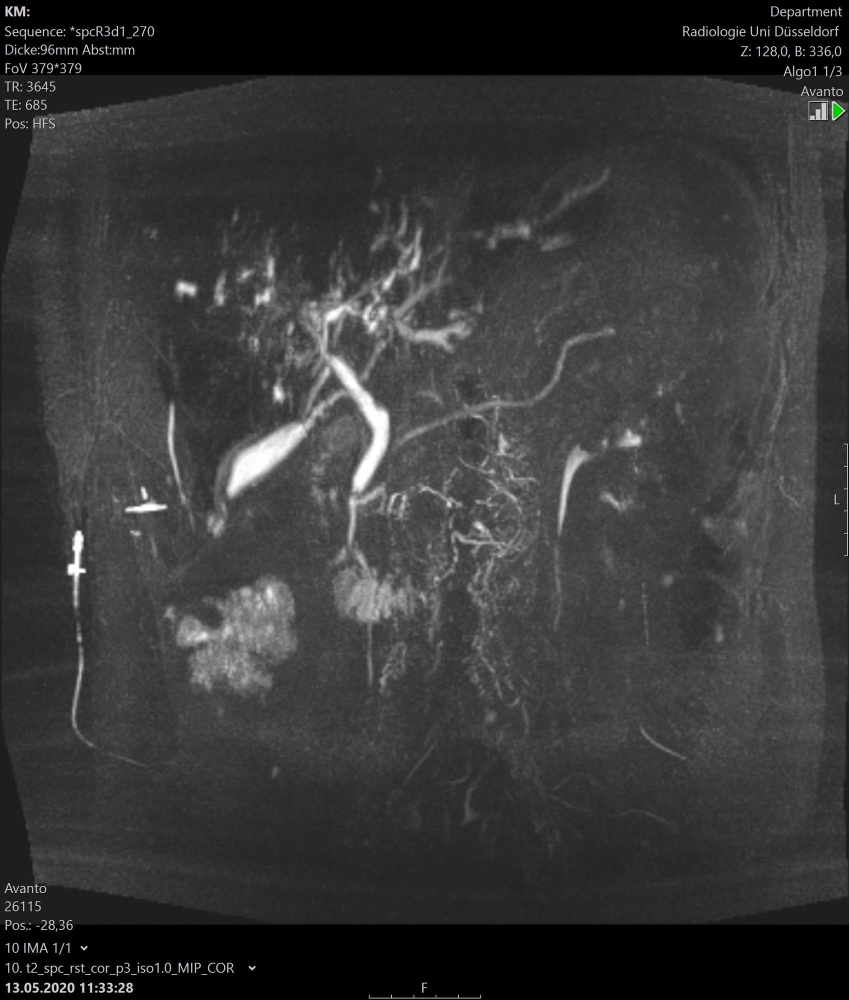 KM:
Sequence: *spcR3d1_270
Dicke:96mm Abst:mm
FoV 379*379
TR: 3645
TE: 685
Pos: HFS
Department
Radiologie Uni Düsseldorf
Z: 128,0, B: 336,0
Algo1 1/3
Avanto
L
Avanto
26115
Pos.: -28,36
10 IMA 1/1
10. t2_spc_rst_cor_p3_iso1.0_MIP_COR
13.05.2020 11:33:28
F